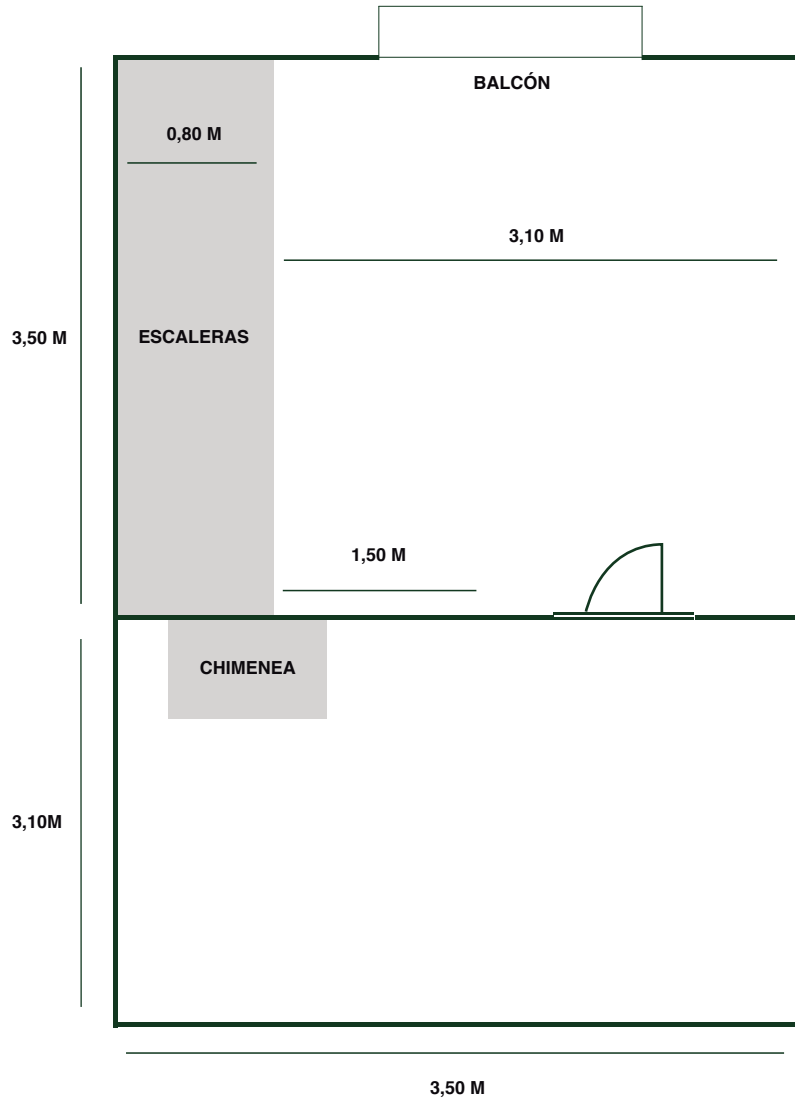 BALCÓN
0,80 M
3,10 M
3,50 M
ESCALERAS
1,50 M
CHIMENEA
3,10M
3,50 M